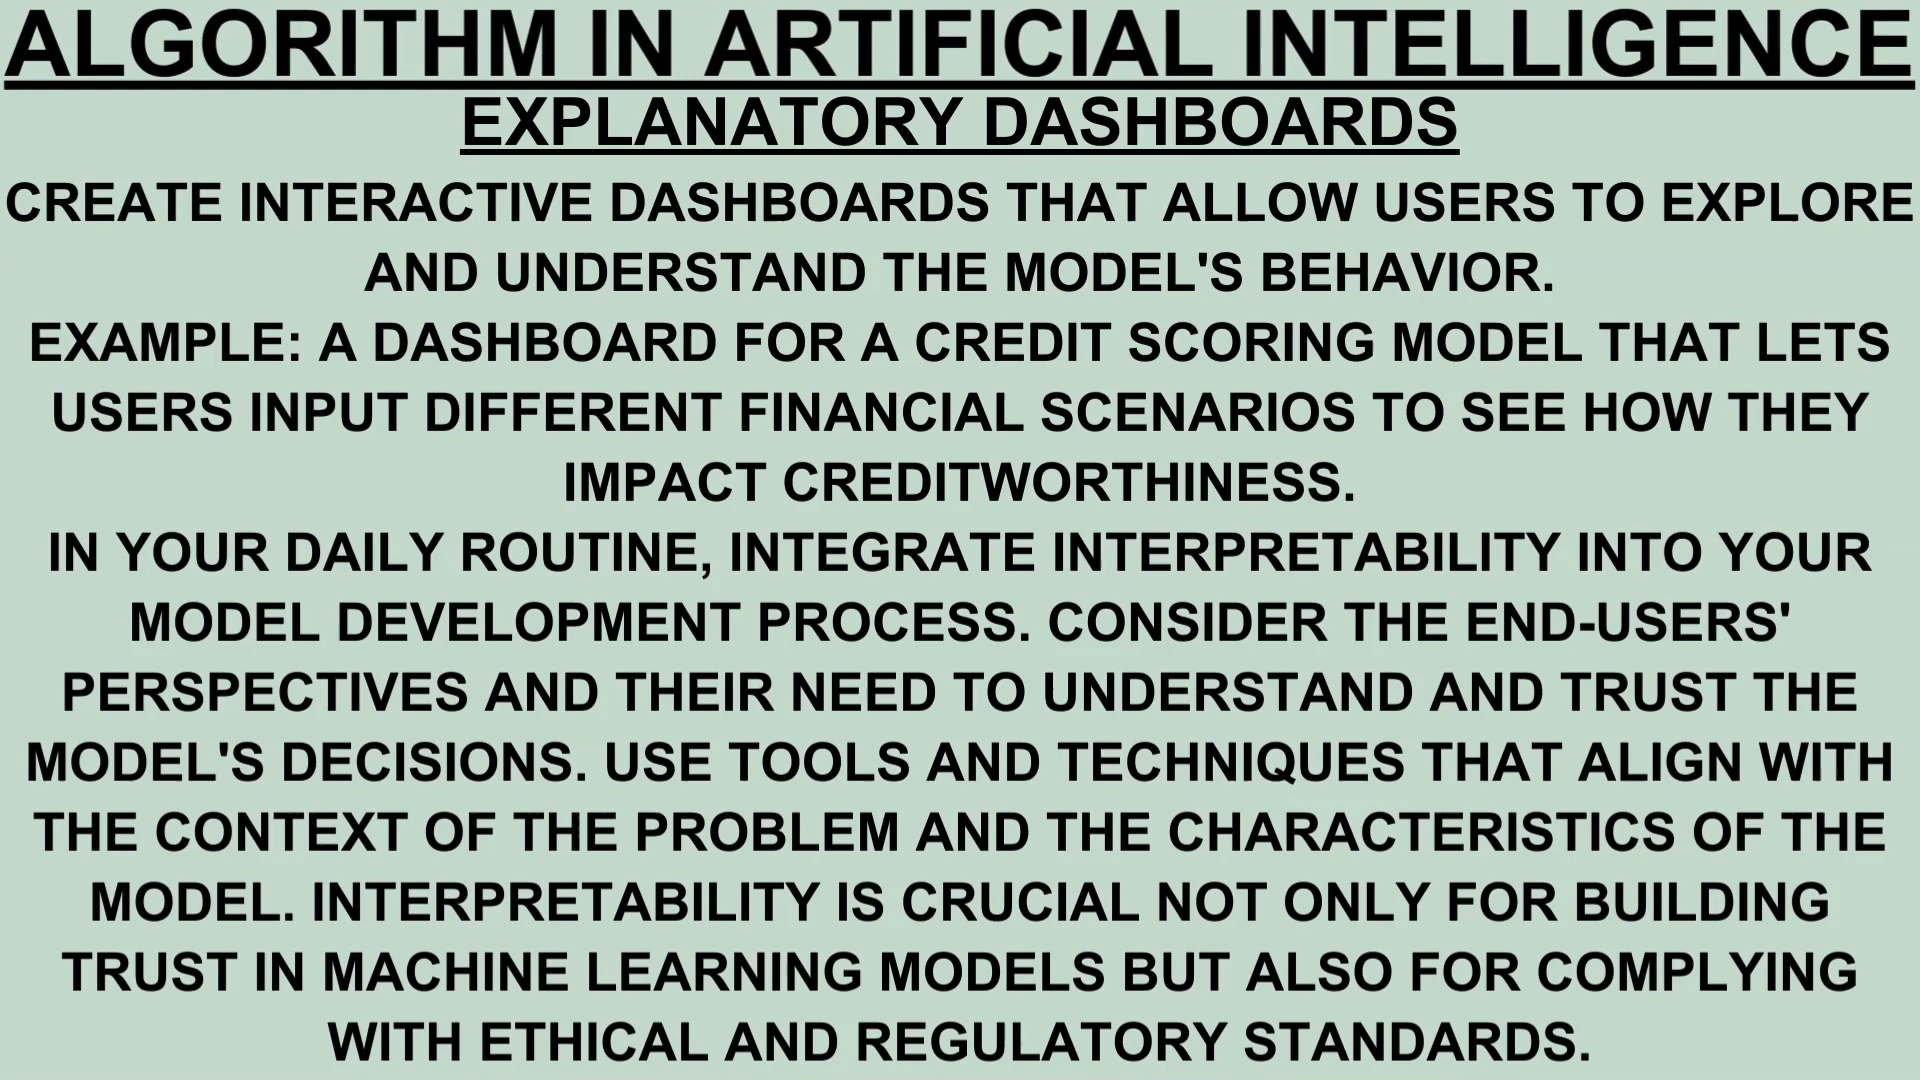 ALGORITHM IN ARTIFICIAL INTELLIGENCE
EXPLANATORY DASHBOARDS
CREATE INTERACTIVE DASHBOARDS THAT ALLOW USERS TO EXPLORE
AND UNDERSTAND THE MODEL'S BEHAVIOR.
EXAMPLE: A DASHBOARD FOR A CREDIT SCORING MODEL THAT LETS
USERS INPUT DIFFERENT FINANCIAL SCENARIOS TO SEE HOW THEY
IMPACT CREDITWORTHINESS.
IN YOUR DAILY ROUTINE, INTEGRATE INTERPRETABILITY INTO YOUR
MODEL DEVELOPMENT PROCESS. CONSIDER THE END-USERS'
PERSPECTIVES AND THEIR NEED TO UNDERSTAND AND TRUST THE
MODEL'S DECISIONS. USE TOOLS AND TECHNIQUES THAT ALIGN WITH
THE CONTEXT OF THE PROBLEM AND THE CHARACTERISTICS OF THE
MODEL. INTERPRETABILITY IS CRUCIAL NOT ONLY FOR BUILDING
TRUST IN MACHINE LEARNING MODELS BUT ALSO FOR COMPLYING
WITH ETHICAL AND REGULATORY STANDARDS.